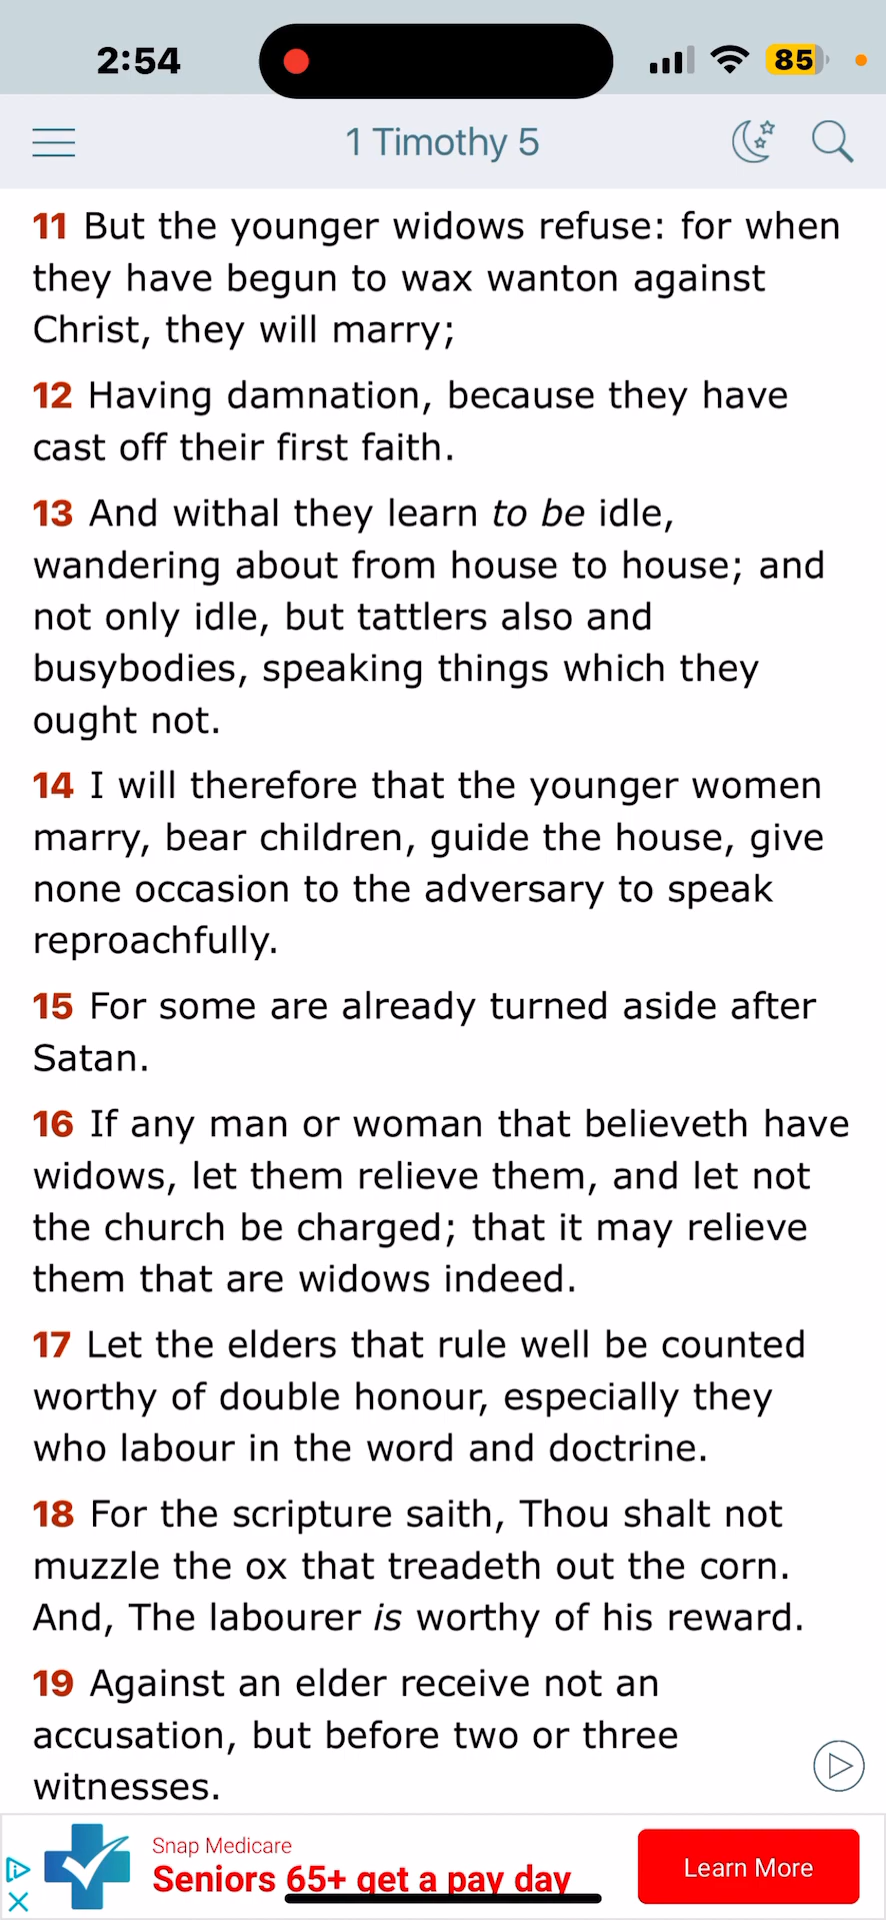 2:54
85
1 Timothy 5
11 But the younger widows refuse: for when
they have begun to wax wanton against
Christ, they will marry;
12 Having damnation, because they have
cast off their first faith.
13 And withal they learn to be idle,
wandering about from house to house; and
not only idle, but tattlers also and
busybodies, speaking things which they
ought not.
14 I will therefore that the younger women
marry, bear children, guide the house, give
none occasion to the adversary to speak
reproachfully.
15 For some are already turned aside after
Satan.
16 If any man or woman that believeth have
widows, let them relieve them, and let not
the church be charged; that it may relieve
them that are widows indeed.
17 Let the elders that rule well be counted
worthy of double honour, especially they
who labour in the word and doctrine.
18 For the scripture saith, Thou shalt not
muzzle the ox that treadeth out the corn.
And, The labourer is worthy of his reward.
19 Against an elder receive not an
accusation, but before two or three
witnesses.
Snap Medicare
Seniors 65+ get a pay day
Learn More